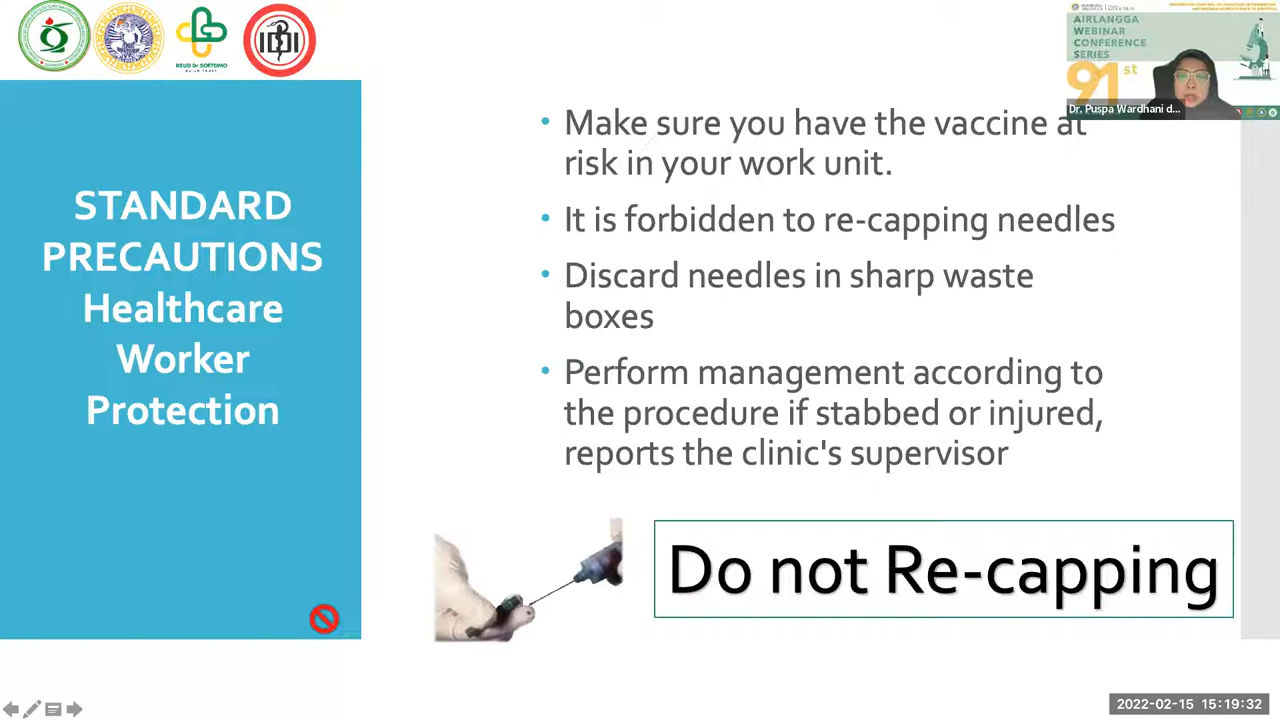 RSUD Dr. SOETOMO
IDI
AIRLANGGA
WEBINAR
CONFERENCE
SERIES
91st
Dr. Puspa Wardhani d...
STANDARD
PRECAUTIONS
Healthcare
Worker
Protection
• Make sure you have the vaccine at
risk in your work unit.
• It is forbidden to re-capping needles
• Discard needles in sharp waste
boxes
• Perform management according to
the procedure if stabbed or injured,
reports the clinic's supervisor
Do not Re-capping
2022-02-15 15:19:32